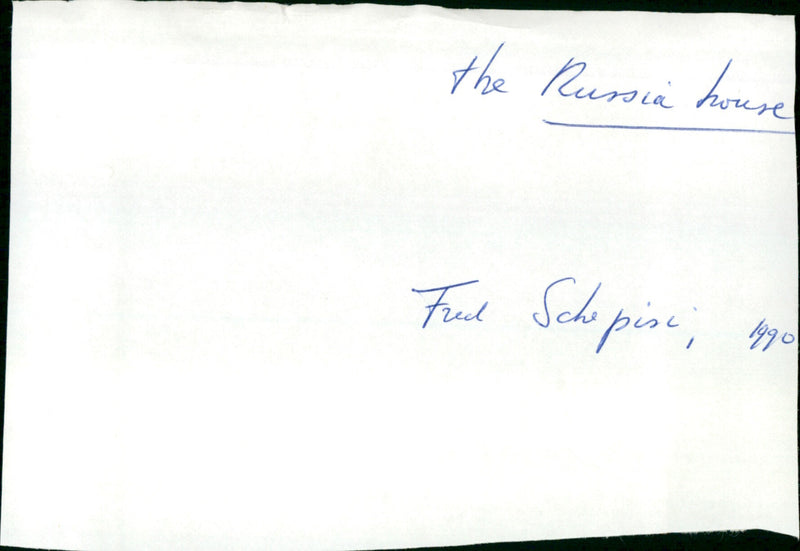 the Russia house
Fred Schepisi, 1990